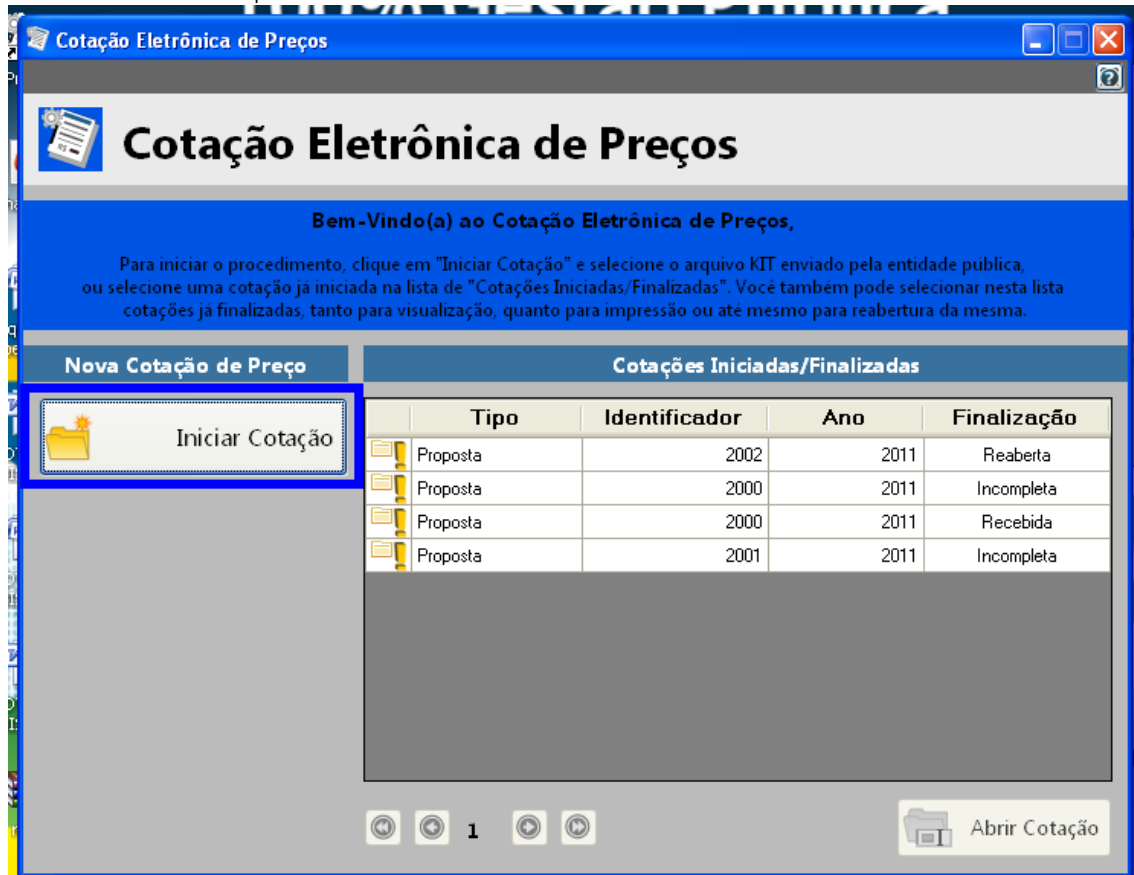 100% Gestão Pública
Cotação Eletrônica de Preços
Cotação Eletrônica de Preços
Bem-Vindo(a) ao Cotação Eletrônica de Preços,
Para iniciar o procedimento, clique em "Iniciar Cotação" e selecione o arquivo KIT enviado pela entidade pública,
ou selecione uma cotação já iniciada na lista de "Cotações Iniciadas/Finalizadas". Você também pode selecionar nesta lista
cotações já finalizadas, tanto para visualização, quanto para impressão ou até mesmo para reabertura da mesma.
Nova Cotação de Preço
Cotações Iniciadas/Finalizadas
Iniciar Cotação
Tipo Identificador Ano Finalização
Proposta 2002 2011 Reaberta
Proposta 2000 2011 Incompleta
Proposta 2000 2011 Recebida
Proposta 2001 2011 Incompleta
1
Abrir Cotação